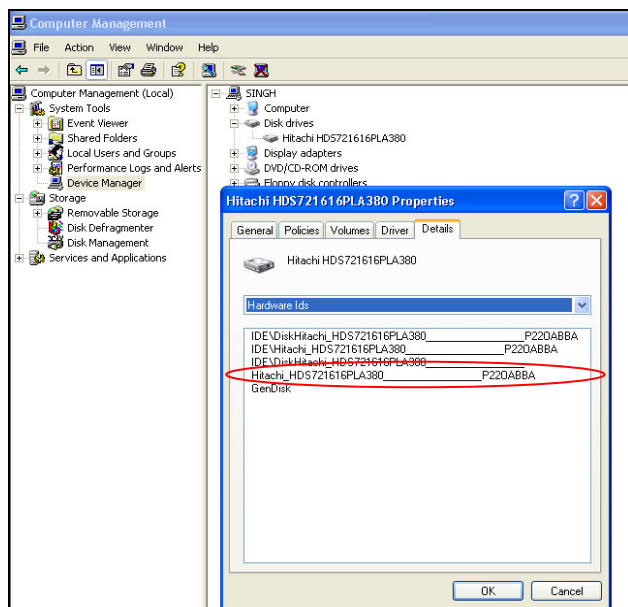 Computer Management
File Action View Window Help
Computer Management (Local)
System Tools
Event Viewer
Shared Folders
Local Users and Groups
Performance Logs and Alerts
Device Manager
Storage
Removable Storage
Disk Defragmenter
Disk Management
Services and Applications
SINGH
Computer
Disk drives
Hitachi HDS721616PLA380
Display adapters
DVD/CD-ROM drives
Floppy disk controllers
Hitachi HDS721616PLA380 Properties
General Policies Volumes Driver Details
Hitachi HDS721616PLA380
Hardware Ids
IDE\DiskHitachi_HDS721616PLA380_________________P22OABBA
IDE\Hitachi_HDS721616PLA380_________________P22OABBA
IDE\DiskHitachi_HDS721616PLA380_________________
Hitachi_HDS721616PLA380_________________P22OABBA
GenDisk
OK Cancel